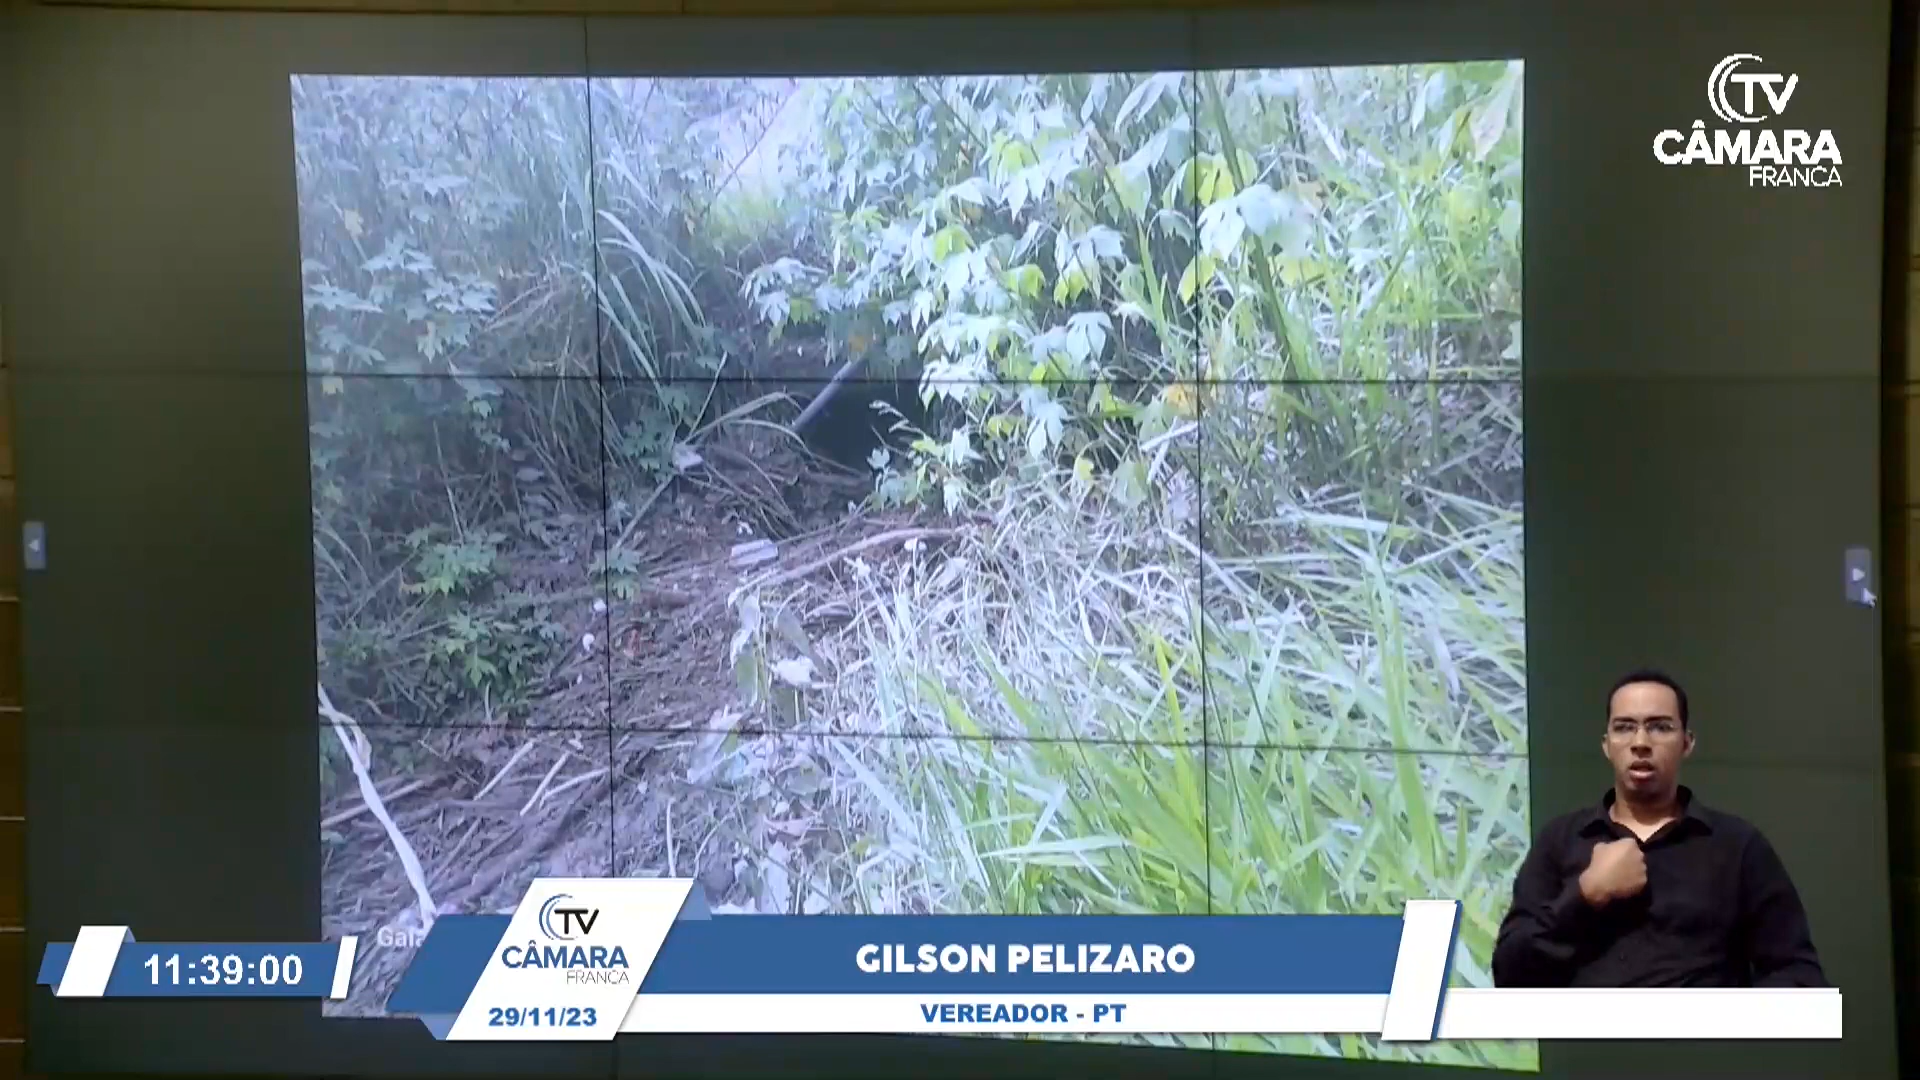 TV
CÂMARA
FRANCA
11:39:00
TV
CÂMARA
FRANCA
29/11/23
GILSON PELIZARO
VEREADOR - PT